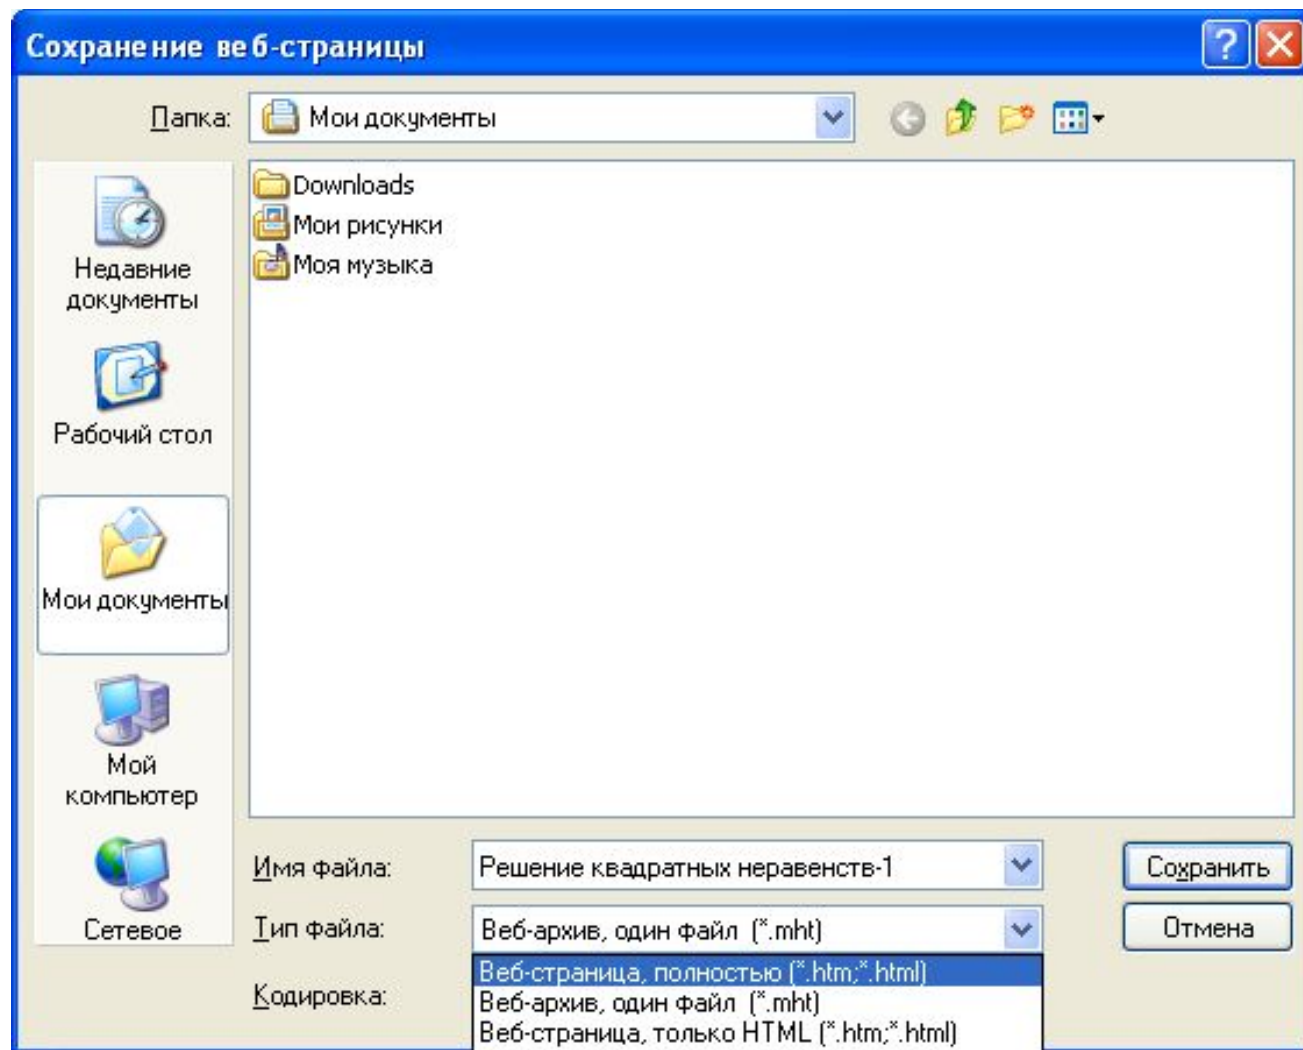 Сохранение веб-страницы
Папка:
Мои документы
Downloads
Мои рисунки
Моя музыка
Недавние
документы
Рабочий стол
Мои документы
Мой
компьютер
Сетевое
Имя файла:
Решение квадратных неравенств-1
Сохранить
Тип файла:
Веб-архив, один файл (*.mht)
Отмена
Кодировка:
Веб-страница, полностью (*.htm;*.html)
Веб-архив, один файл (*.mht)
Веб-страница, только HTML (*.htm;*.html)